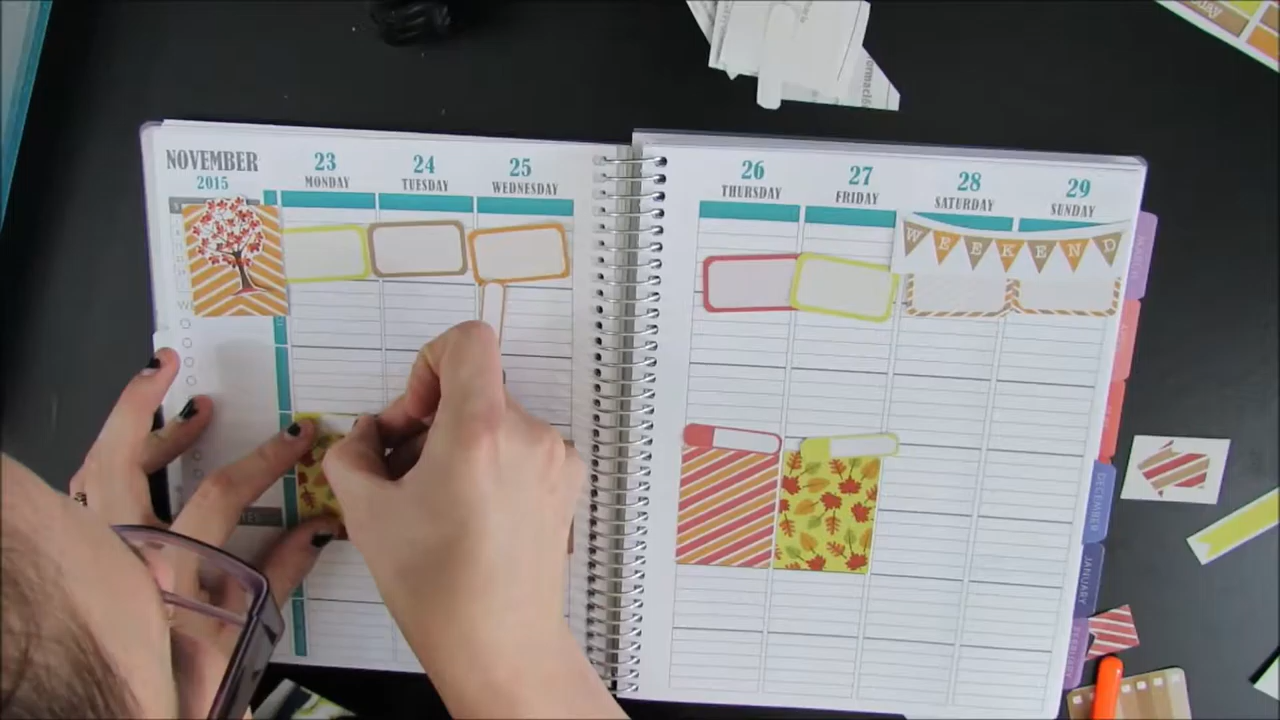 NOVEMBER
2015
23
MONDAY
24
TUESDAY
25
WEDNESDAY
26
THURSDAY
27
FRIDAY
28
SATURDAY
29
SUNDAY
WEEKEND
DECEMBER
JANUARY